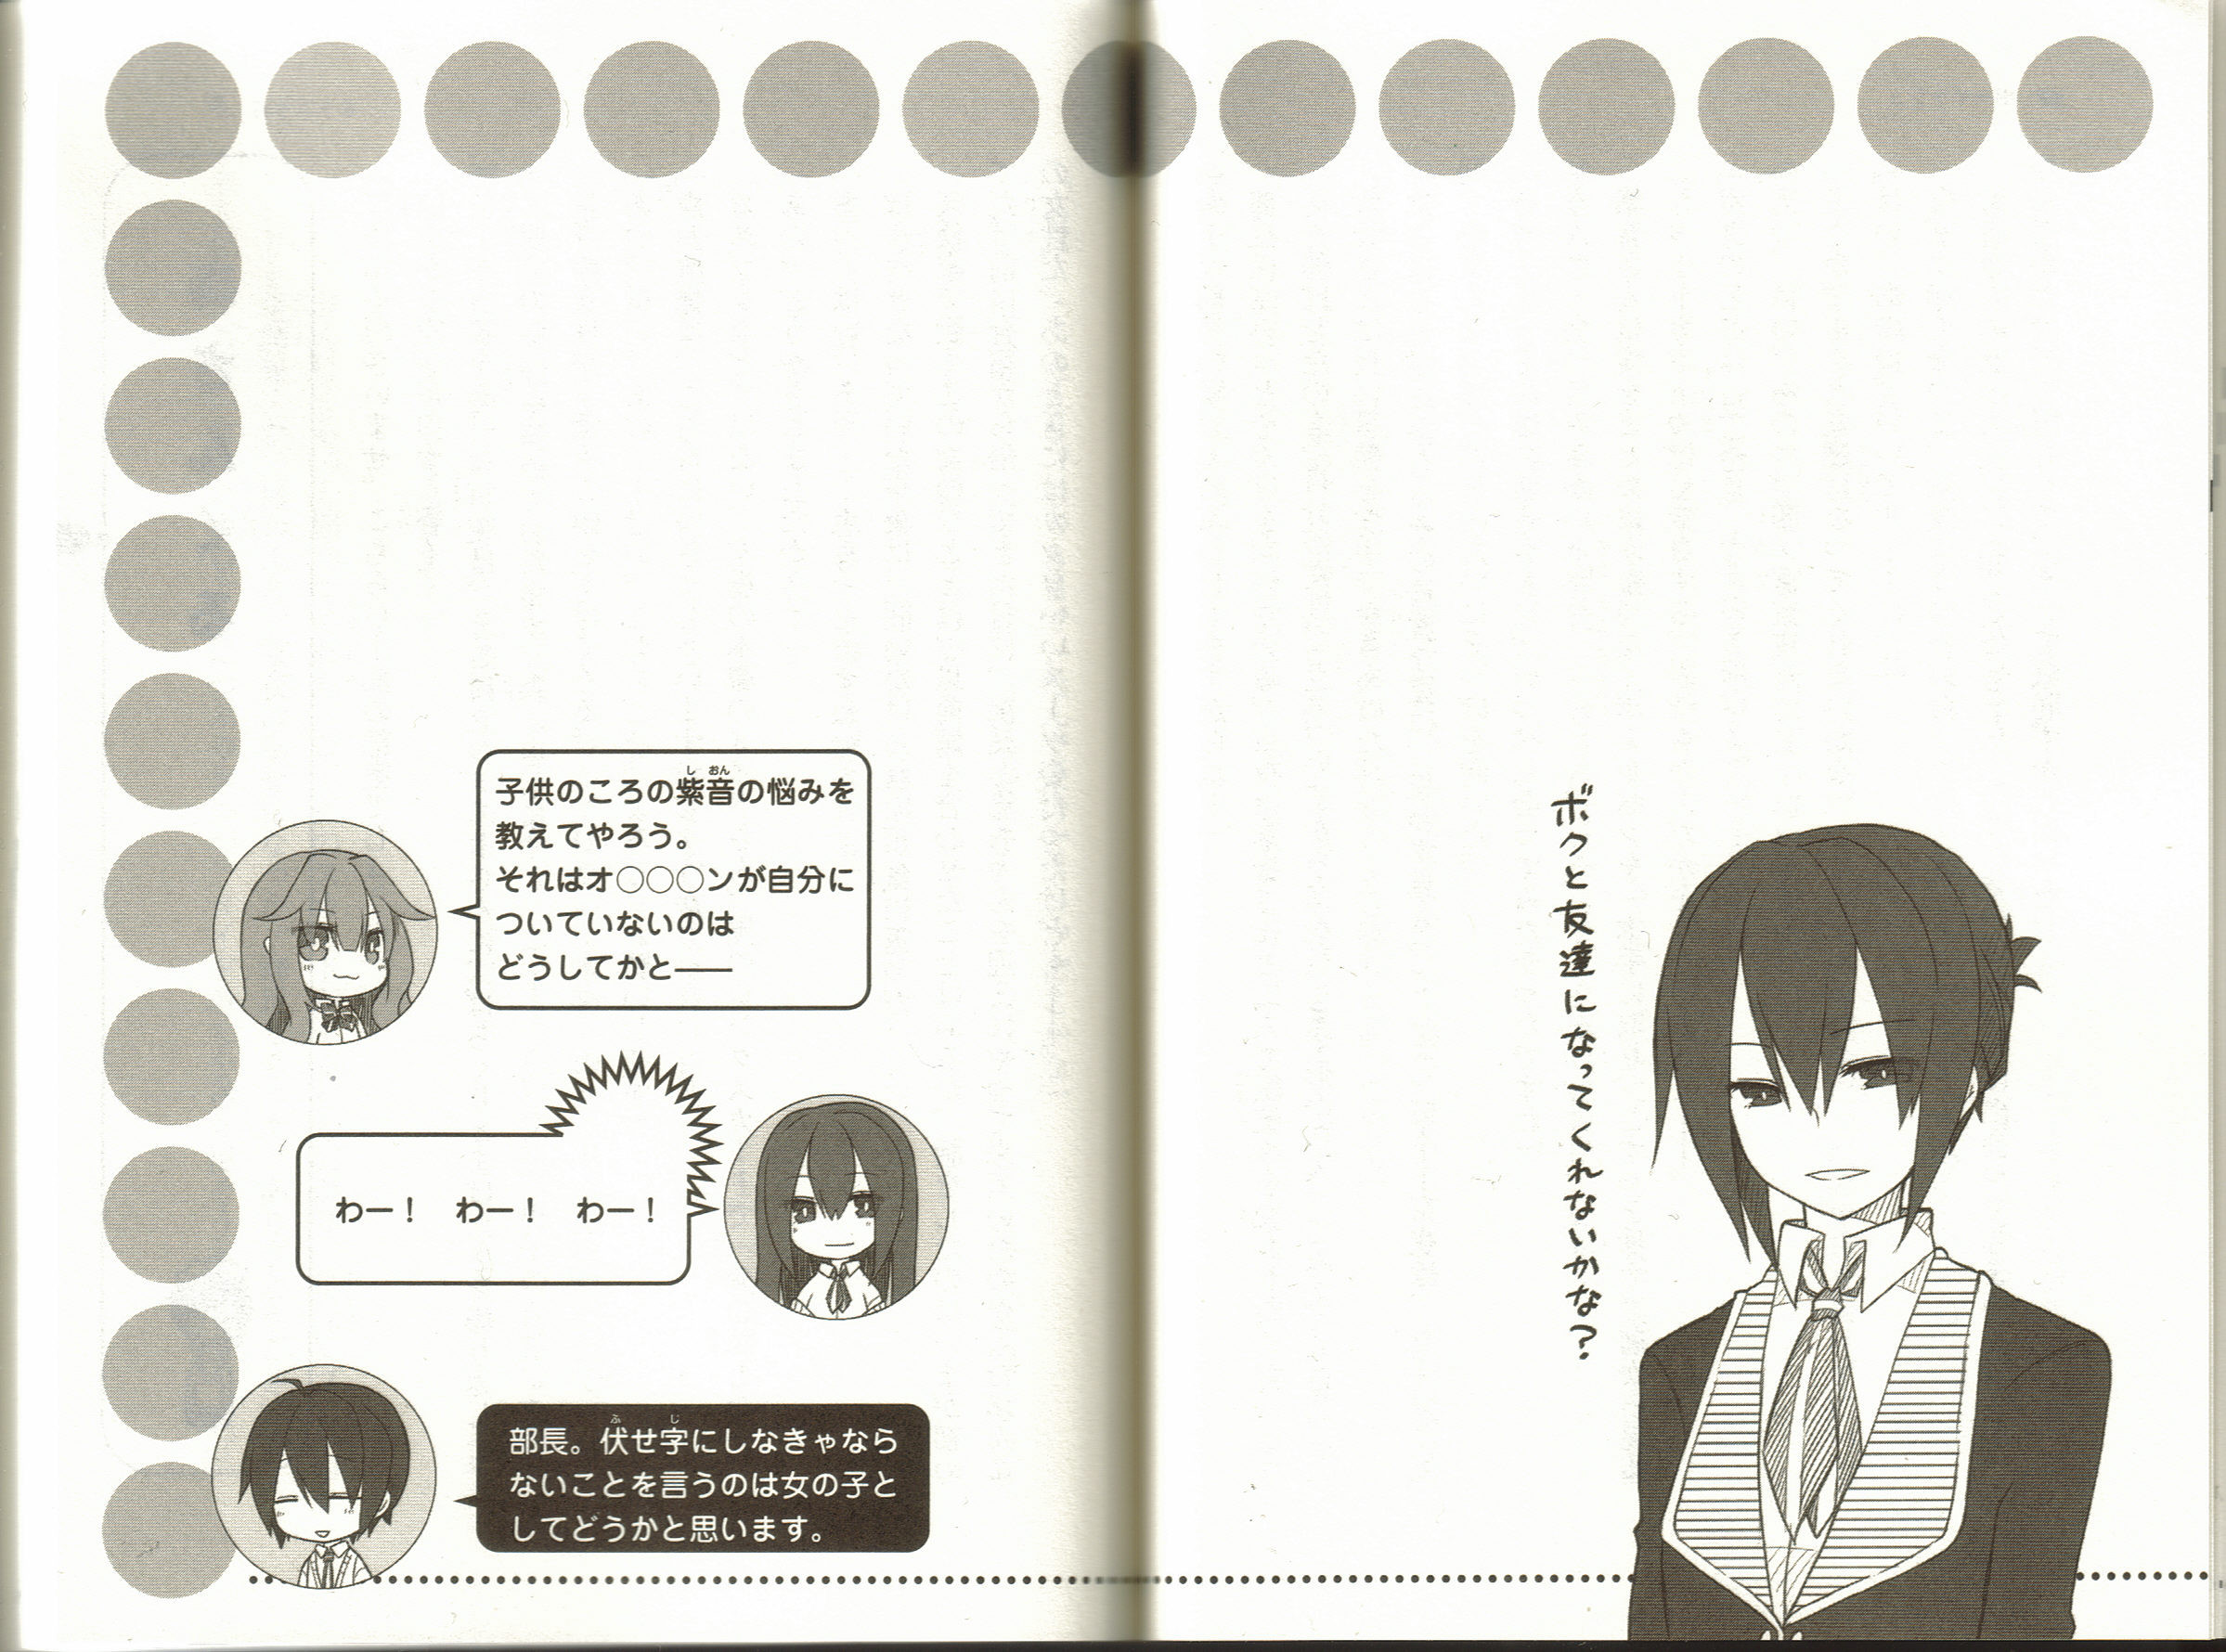 ボクと友達になってくれないかな?
子供のころの紫音の悩みを
教えてやろう。
それはオ○○○ンが自分に
ついていないのは
どうしてかと――
わー！　わー！　わー！
部長。伏せ字にしなきゃなら
ないことを言うのは女の子と
してどうかと思います。